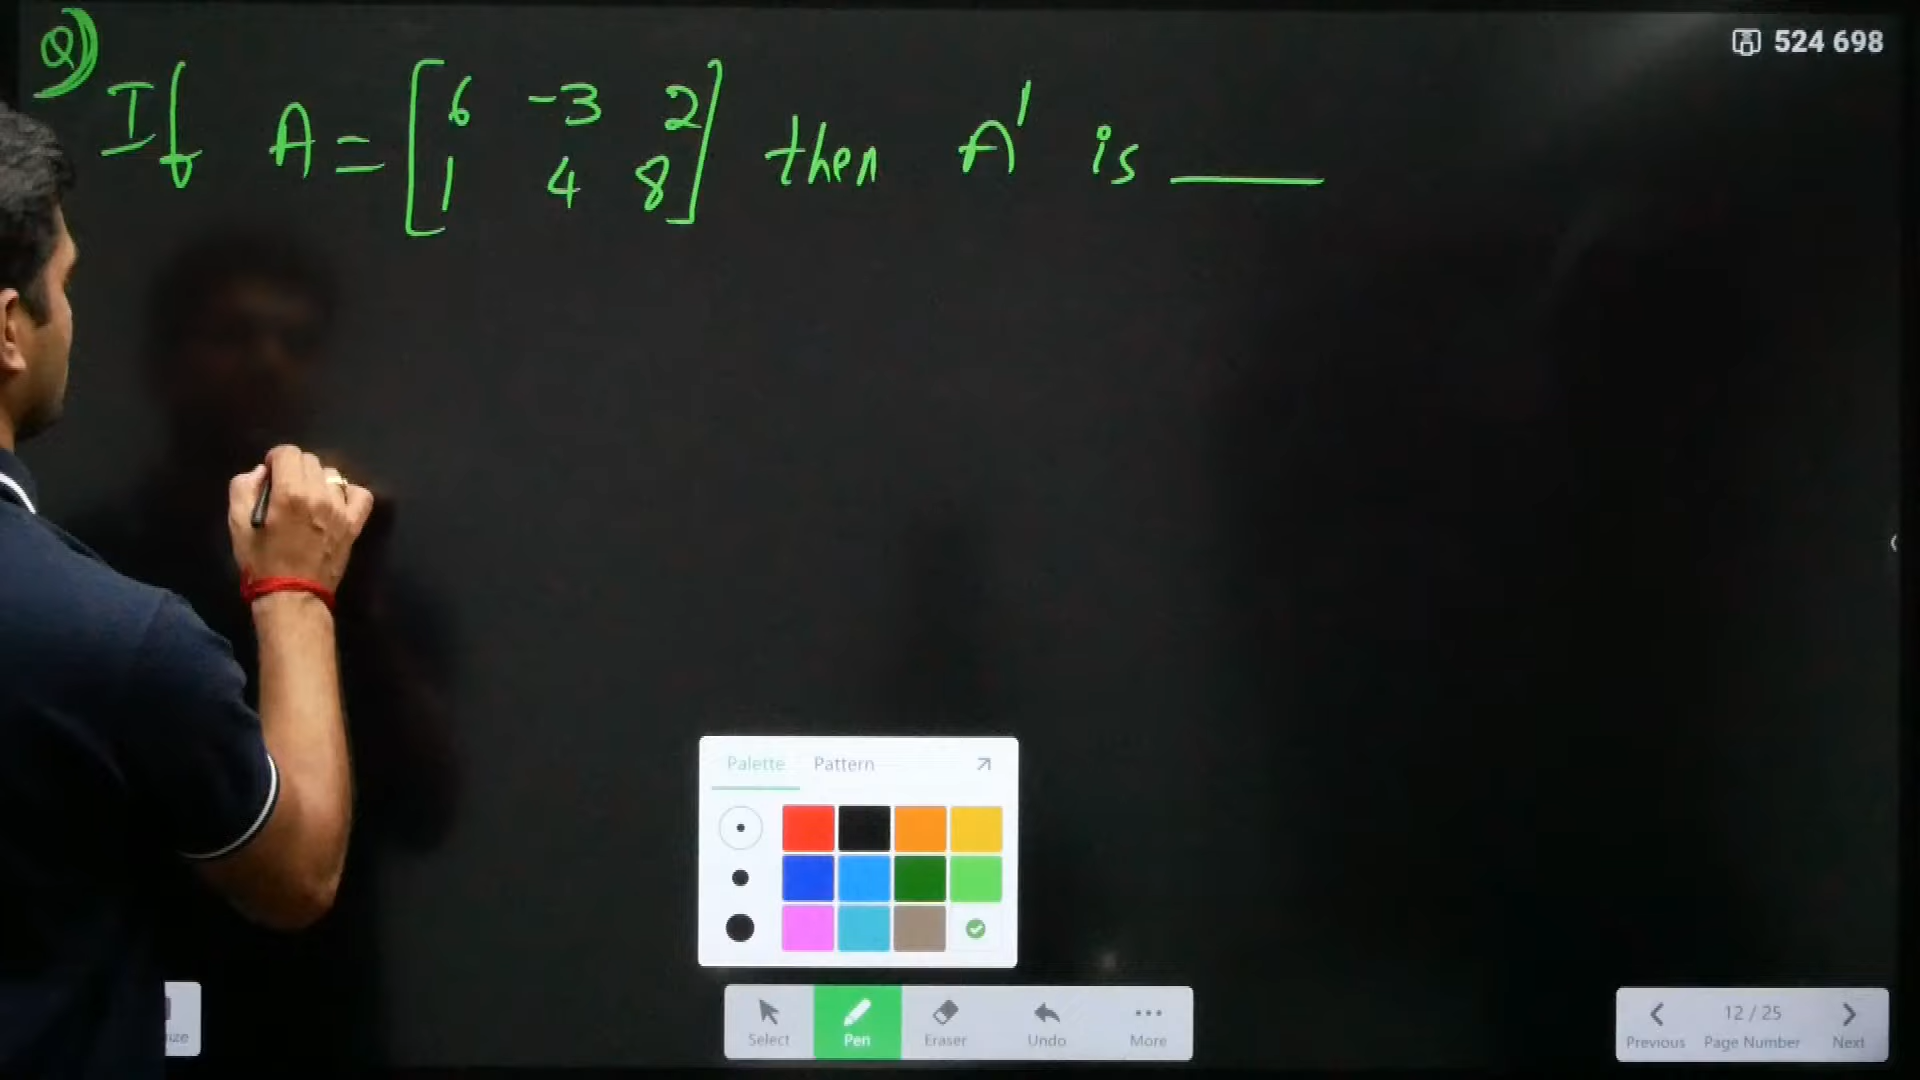 524 698
Q)
If A = [6 -3 2
1 4 8] then A' is ____
Palette Pattern
Select Pen Eraser Undo More
12 / 25
Previous Page Number Next